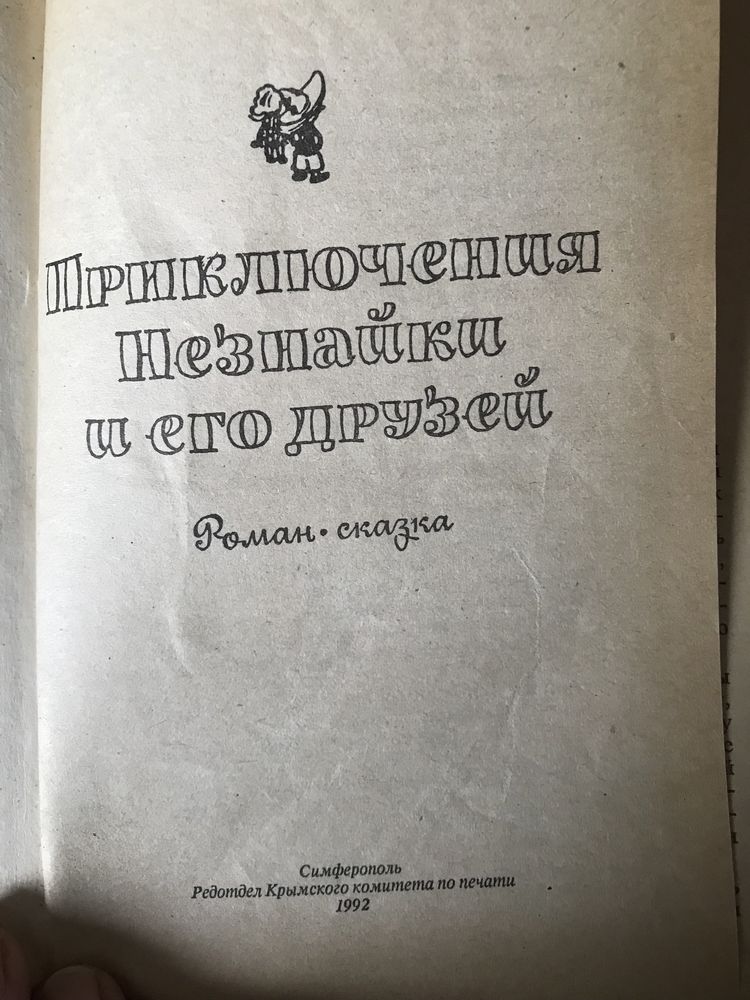 Приключения
Незнайки
и его друзей
Роман·сказка
Симферополь
Редотдел Крымского комитета по печати
1992